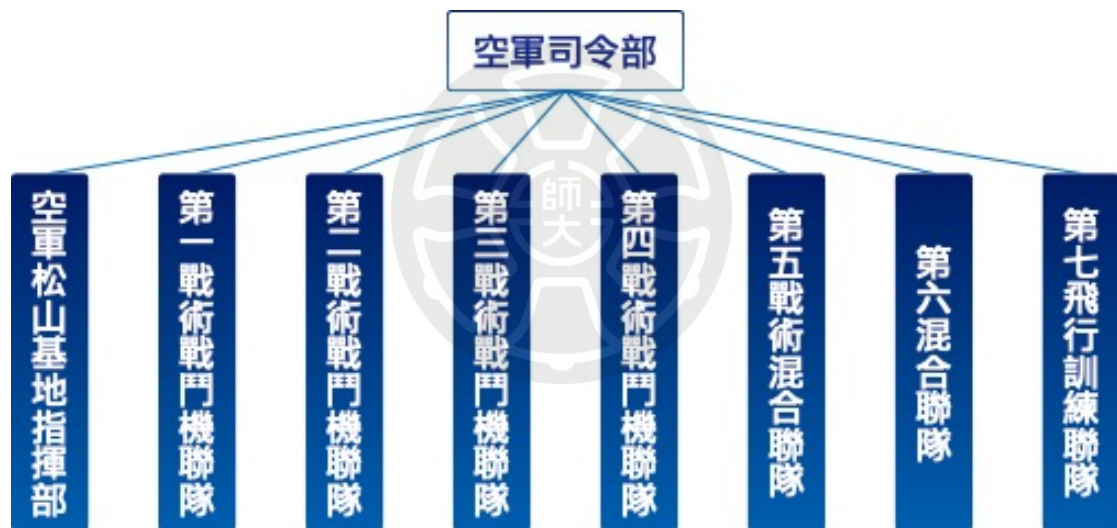 空軍司令部
空軍松山基地指揮部
第一戰術戰鬥機聯隊
第二戰術戰鬥機聯隊
第三戰術戰鬥機聯隊
第四戰術戰鬥機聯隊
第五戰術混合聯隊
第六混合聯隊
第七飛行訓練聯隊
師大